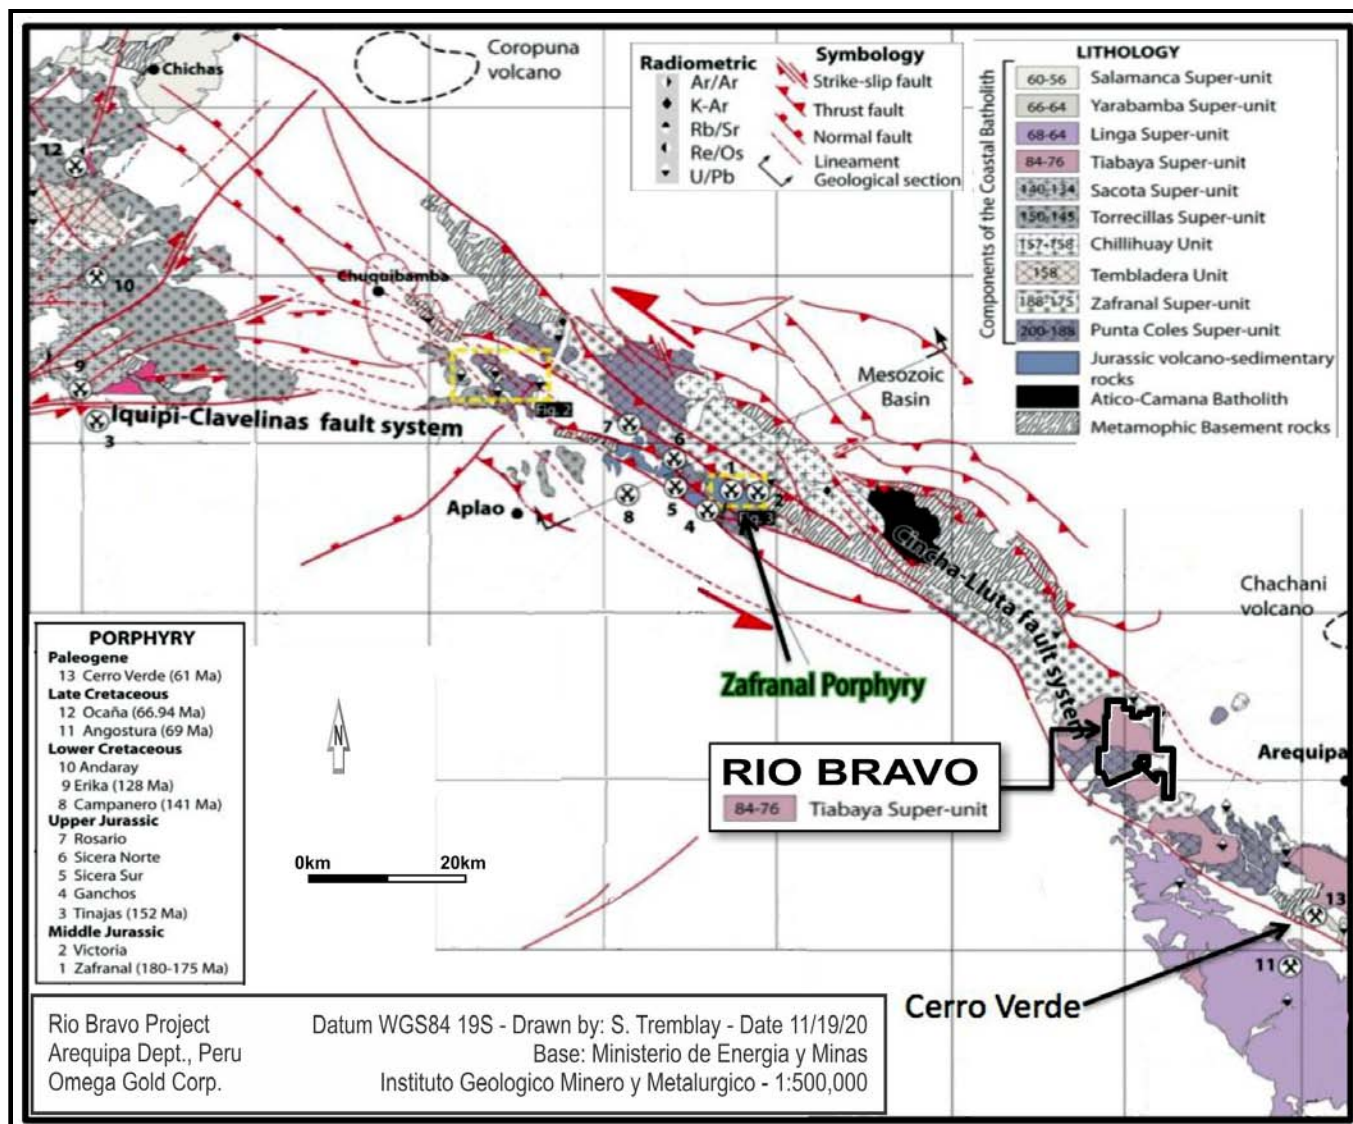 Coropuna
volcano
Chichas
12
10
Chuquibamba
9
3
Iquipi-Clavelinas fault system
Fig. 2
Aplao
7
6
1
2
8
5
4
Fig. 3
Mesozoic
Basin
Cincha-Lluta fault system
Chachani
volcano
Zafranal Porphyry
Arequipa
RIO BRAVO
84-76 Tiabaya Super-unit
13
11
Cerro Verde
Radiometric
Ar/Ar
K-Ar
Rb/Sr
Re/Os
U/Pb
Symbology
Strike-slip fault
Thrust fault
Normal fault
Lineament
Geological section
LITHOLOGY
Components of the Coastal Batholith
60-56 Salamanca Super-unit
66-64 Yarabamba Super-unit
68-64 Linga Super-unit
84-76 Tiabaya Super-unit
140-134 Sacota Super-unit
150-145 Torrecillas Super-unit
157-158 Chillihuay Unit
158 Tembladera Unit
188-175 Zafranal Super-unit
200-188 Punta Coles Super-unit
Jurassic volcano-sedimentary
rocks
Atico-Camana Batholith
Metamophic Basement rocks
PORPHYRY
Paleogene
13 Cerro Verde (61 Ma)
Late Cretaceous
12 Ocaña (66.94 Ma)
11 Angostura (69 Ma)
Lower Cretaceous
10 Andaray
9 Erika (128 Ma)
8 Campanero (141 Ma)
Upper Jurassic
7 Rosario
6 Sicera Norte
5 Sicera Sur
4 Ganchos
3 Tinajas (152 Ma)
Middle Jurassic
2 Victoria
1 Zafranal (180-175 Ma)
N
0km 20km
Rio Bravo Project
Arequipa Dept., Peru
Omega Gold Corp.
Datum WGS84 19S - Drawn by: S. Tremblay - Date 11/19/20
Base: Ministerio de Energia y Minas
Instituto Geologico Minero y Metalurgico - 1:500,000